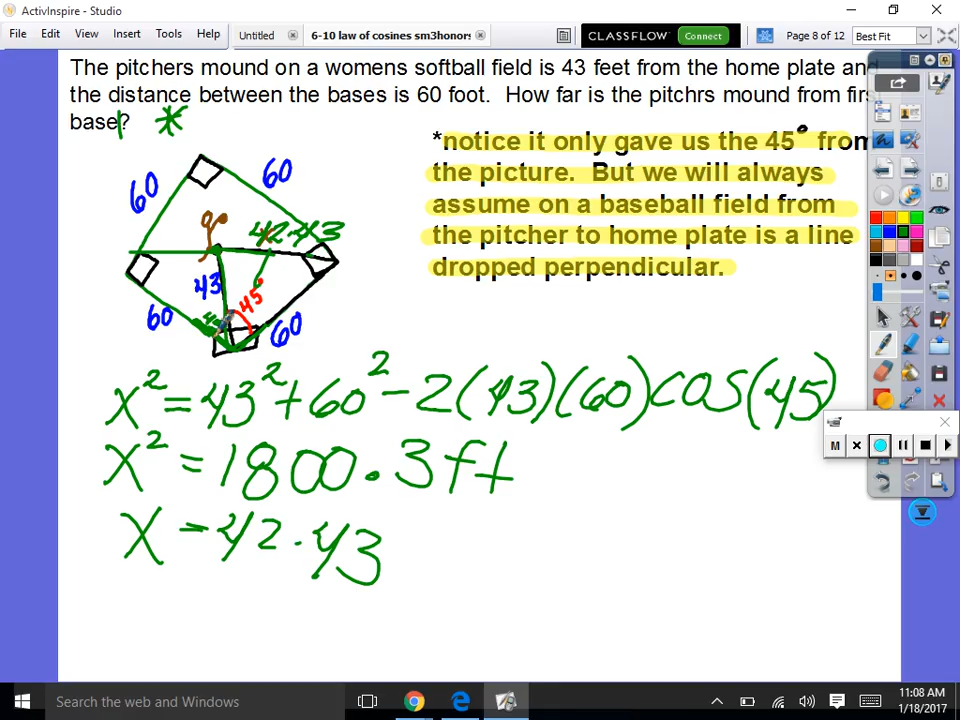 ActivInspire - Studio
File Edit View Insert Tools Help
Untitled
6-10 law of cosines sm3honors
CLASSFLOW Connect
Page 8 of 12
Best Fit
The pitchers mound on a womens softball field is 43 feet from the home plate and
the distance between the bases is 60 foot. How far is the pitchrs mound from firs
base?
*notice it only gave us the 45° from
the picture. But we will always
assume on a baseball field from
the pitcher to home plate is a line
dropped perpendicular.
60
60
42.43
43
45°
60
60
x² = 43² + 60² - 2(43)(60)cos(45)
x² = 1800.3ft
x = 42.43
M
Search the web and Windows
11:08 AM
1/18/2017